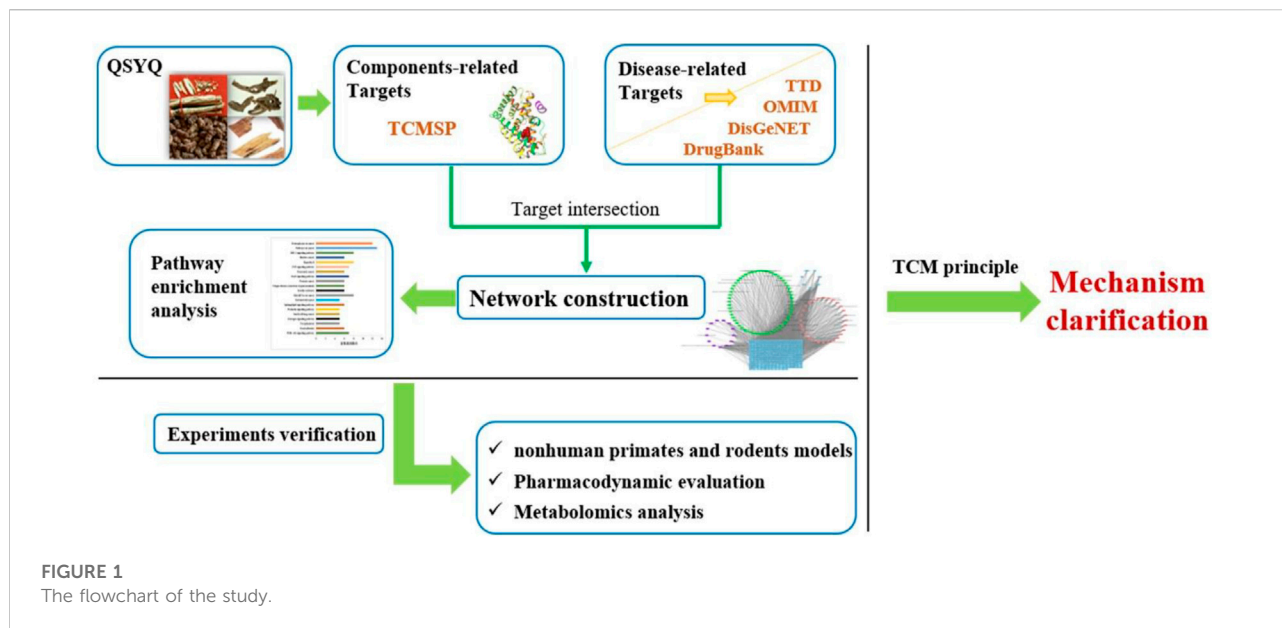 QSYQ
Components-related
Targets
TCMSP
Disease-related
Targets
TTD
OMIM
DisGeNET
DrugBank
Target intersection
Pathway
enrichment
analysis
Network construction
TCM principle
Mechanism
clarification
Experiments verification
✓ nonhuman primates and rodents models
✓ Pharmacodynamic evaluation
✓ Metabolomics analysis
FIGURE 1
The flowchart of the study.